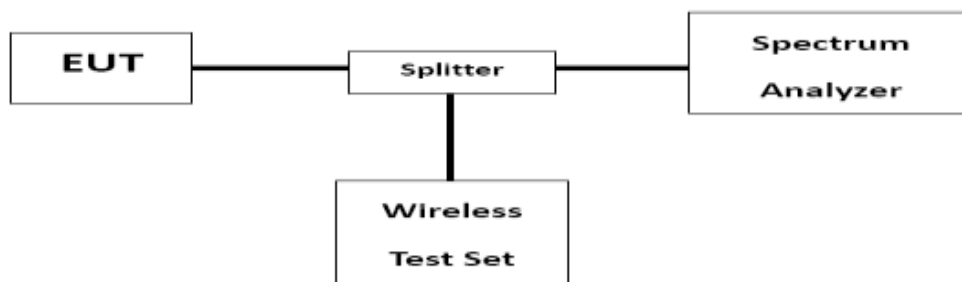 EUT
Splitter
Spectrum
Analyzer
Wireless
Test Set